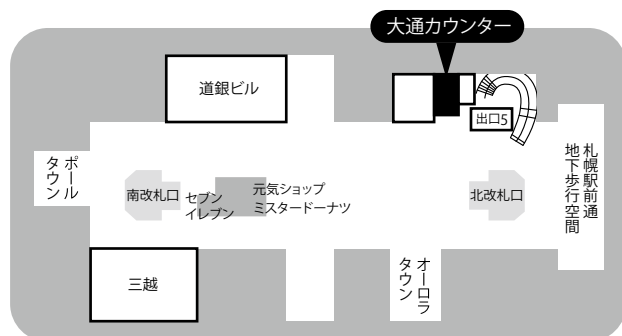 大通カウンター
道銀ビル
出口5
ポールタウン
札幌駅前通地下歩行空間
南改札口
セブン
イレブン
元気ショップ
ミスタードーナツ
北改札口
三越
オーロラタウン